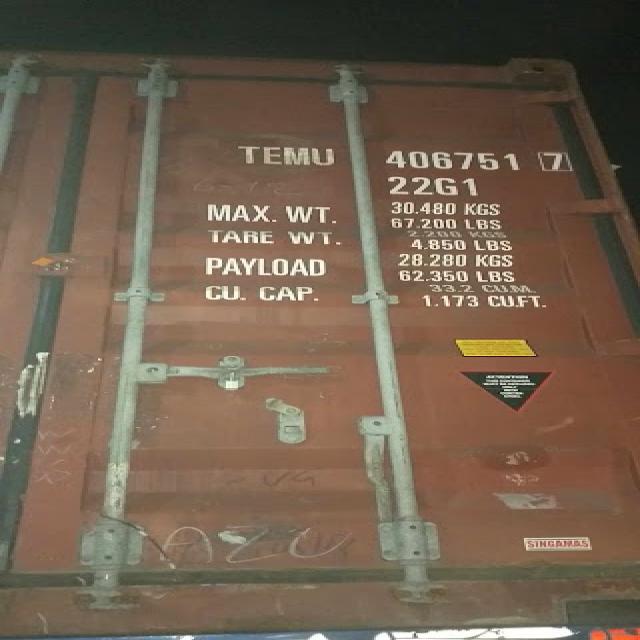 TEMU 406751 7
22G1
MAX. WT. 30.480 KGS
67.200 LBS
TARE WT. 2.200 KGS
4.850 LBS
PAYLOAD 28.280 KGS
62.350 LBS
CU. CAP. 33.2 CU.M.
1.173 CU.FT.
SINGAMAS